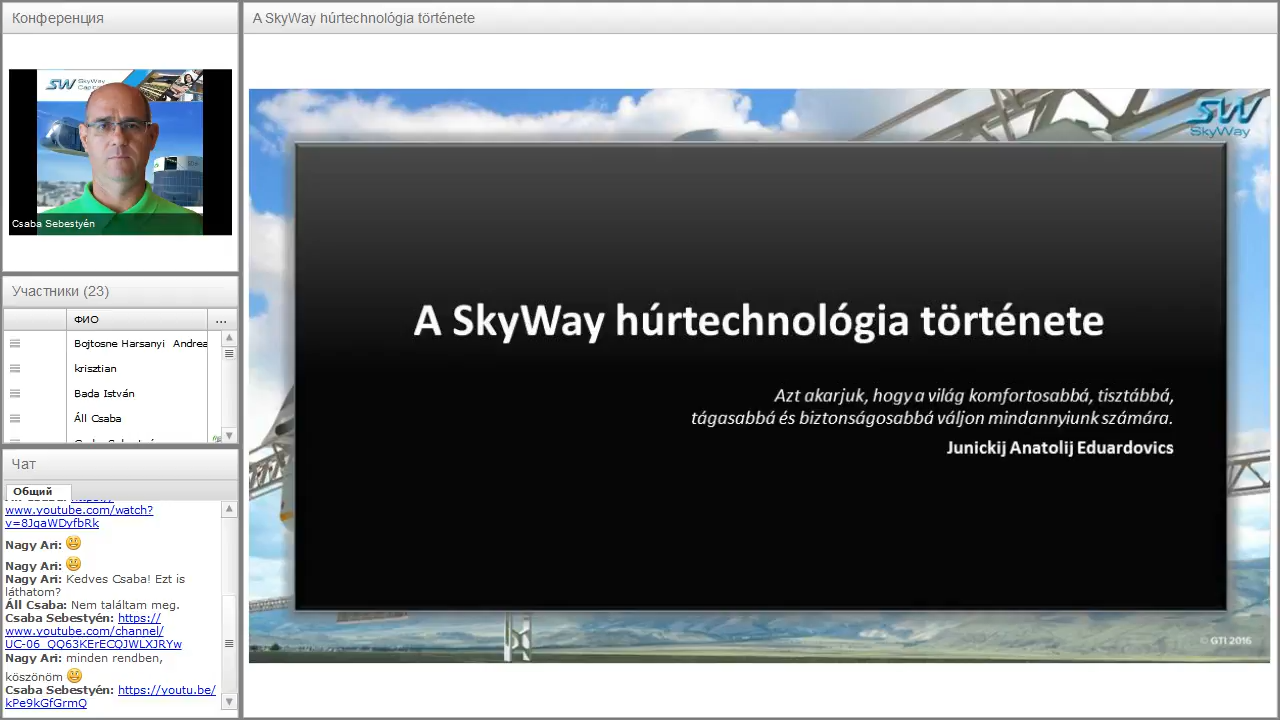 Конференция
SW SkyWay
Csaba Sebestyén
Участники (23)
ФИО
...
Bojtosne Harsanyi Andrea
krisztian
Bada István
Áll Csaba
Чат
Общий
www.youtube.com/watch?
v=8JgaWDyfbRk
Nagy Ari:
Nagy Ari:
Nagy Ari: Kedves Csaba! Ezt is
láthatom?
Áll Csaba: Nem találtam meg.
Csaba Sebestyén: https://
www.youtube.com/channel/
UC-06_QQ63KErECQJWLXJRYw
Nagy Ari: minden rendben,
köszönöm
Csaba Sebestyén: https://youtu.be/
kPe9kGfGrmQ
A SkyWay húrtechnológia története
SW
SkyWay
A SkyWay húrtechnológia története
Azt akarjuk, hogy a világ komfortosabbá, tisztábbá,
tágasabbá és biztonságosabbá váljon mindannyiunk számára.
Junickij Anatolij Eduardovics
© GTI 2016